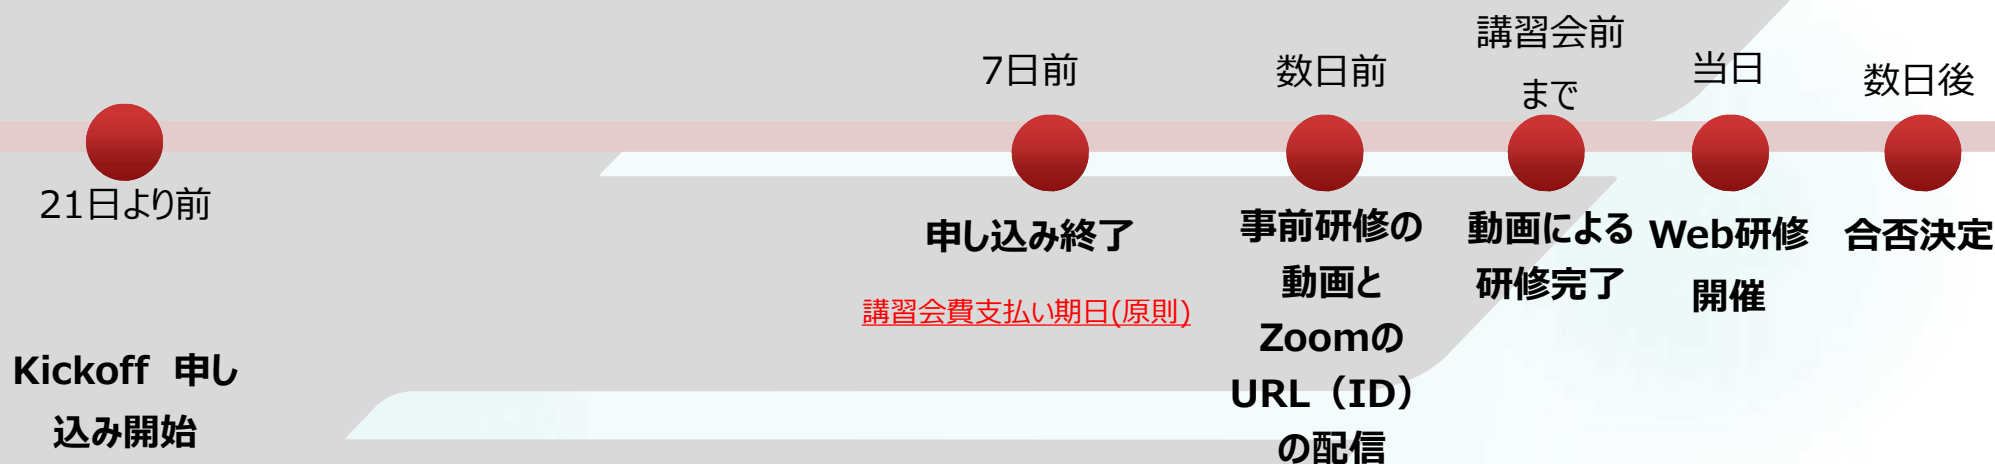 21日より前
Kickoff 申し
込み開始
7日前
申し込み終了
講習会費支払い期日(原則)
数日前
事前研修の
動画と
Zoomの
URL（ID）
の配信
講習会前
まで
動画による
研修完了
当日
Web研修
開催
数日後
合否決定